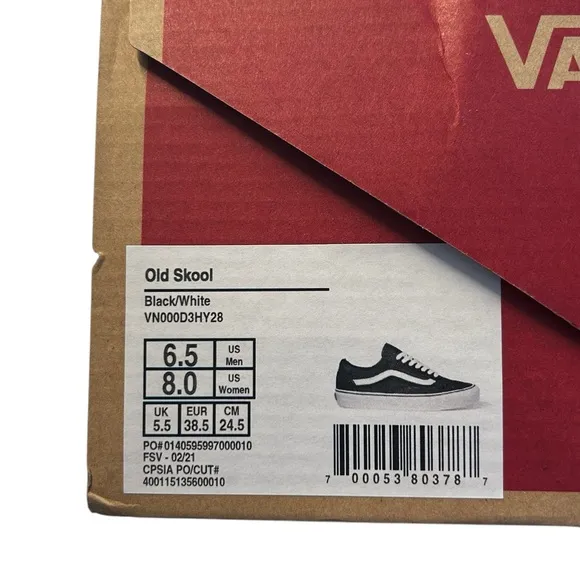 VA
Old Skool
Black/White
VN000D3HY28
6.5 US Men
8.0 US Women
UK EUR CM
5.5 38.5 24.5
PO# 0140595997000010
FSV - 02/21
CPSIA PO/CUT#
400115135600010
7 00053 80378 7